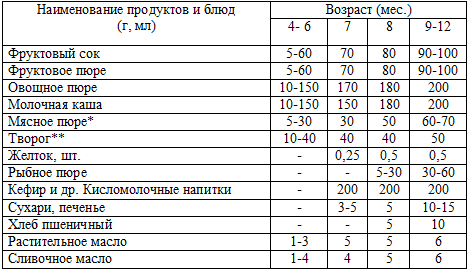 Наименование продуктов и блюд Возраст (мес.)
(г, мл) 4- 6 7 8 9-12
Фруктовый сок 5-60 70 80 90-100
Фруктовое пюре 5-60 70 80 90-100
Овощное пюре 10-150 170 180 200
Молочная каша 10-150 150 180 200
Мясное пюре* 5-30 30 50 60-70
Творог** 10-40 40 40 50
Желток, шт. - 0,25 0,5 0,5
Рыбное пюре - - 5-30 30-60
Кефир и др. Кисломолочные напитки - 200 200 200
Сухари, печенье - 3-5 5 10-15
Хлеб пшеничный - - 5 10
Растительное масло 1-3 5 5 6
Сливочное масло 1-4 4 5 6